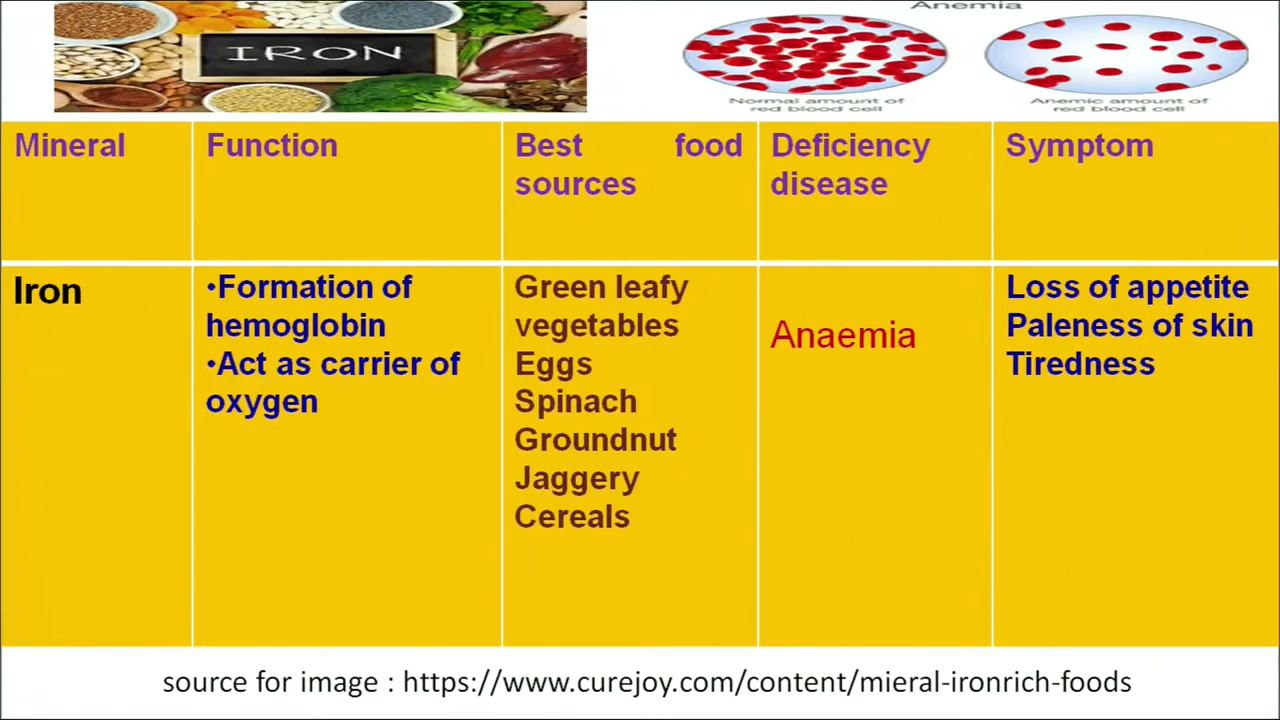 IRON
Anemia
Normal amount of
red blood cell
Anemic amount of
red blood cell
Mineral
Function
Best food
sources
Deficiency
disease
Symptom
Iron
•Formation of
hemoglobin
•Act as carrier of
oxygen
Green leafy
vegetables
Eggs
Spinach
Groundnut
Jaggery
Cereals
Anaemia
Loss of appetite
Paleness of skin
Tiredness
source for image : https://www.curejoy.com/content/mieral-ironrich-foods